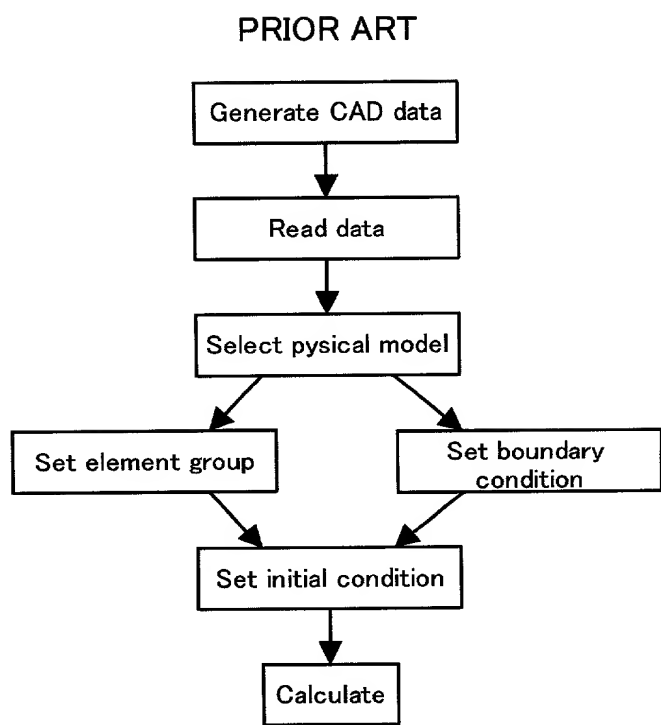 PRIOR ART
Generate CAD data
Read data
Select pysical model
Set element group
Set boundary
condition
Set initial condition
Calculate